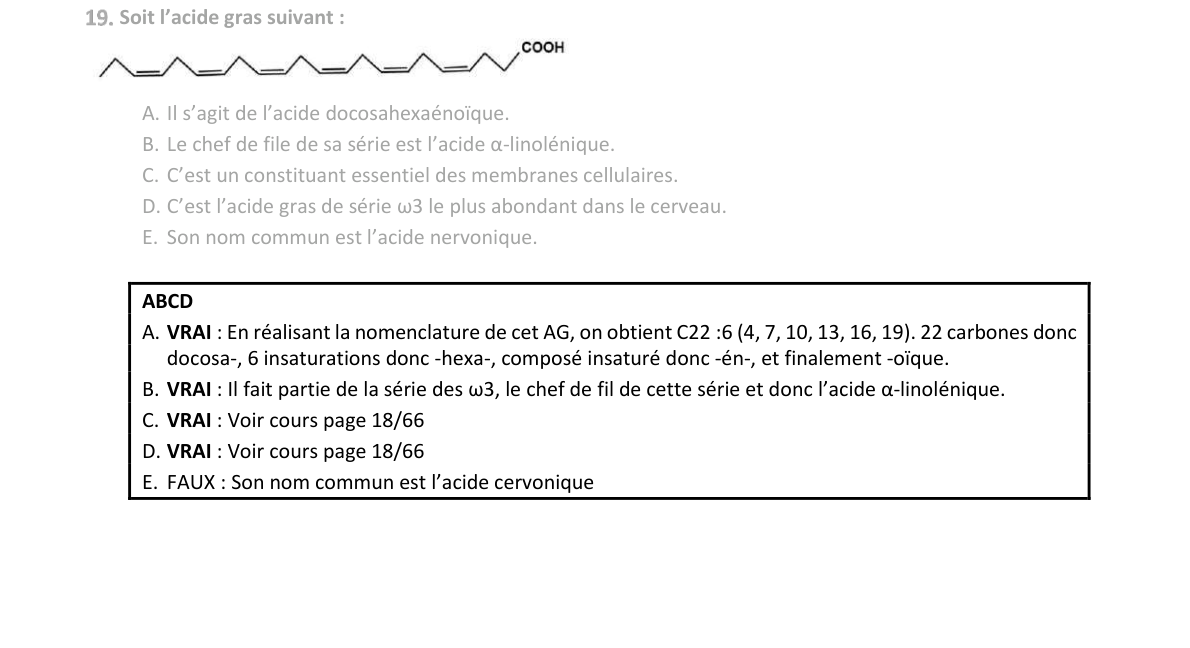 19. Soit l’acide gras suivant :
COOH
A. Il s’agit de l’acide docosahexaénoïque.
B. Le chef de file de sa série est l’acide α-linolénique.
C. C’est un constituant essentiel des membranes cellulaires.
D. C’est l’acide gras de série ω3 le plus abondant dans le cerveau.
E. Son nom commun est l’acide nervonique.
ABCD
A. VRAI : En réalisant la nomenclature de cet AG, on obtient C22 :6 (4, 7, 10, 13, 16, 19). 22 carbones donc
docosa-, 6 insaturations donc -hexa-, composé insaturé donc -én-, et finalement -oïque.
B. VRAI : Il fait partie de la série des ω3, le chef de fil de cette série et donc l’acide α-linolénique.
C. VRAI : Voir cours page 18/66
D. VRAI : Voir cours page 18/66
E. FAUX : Son nom commun est l’acide cervonique